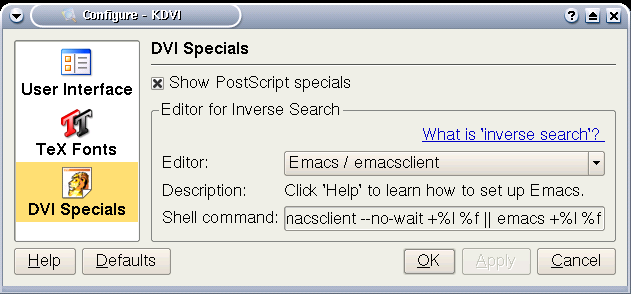 Configure - KDVI
User Interface
TeX Fonts
DVI Specials
DVI Specials
Show PostScript specials
Editor for Inverse Search
What is 'inverse search'?
Editor: Emacs / emacsclient
Description: Click 'Help' to learn how to set up Emacs.
Shell command: nacsclient --no-wait +%l %f || emacs +%l %f
Help Defaults OK Apply Cancel